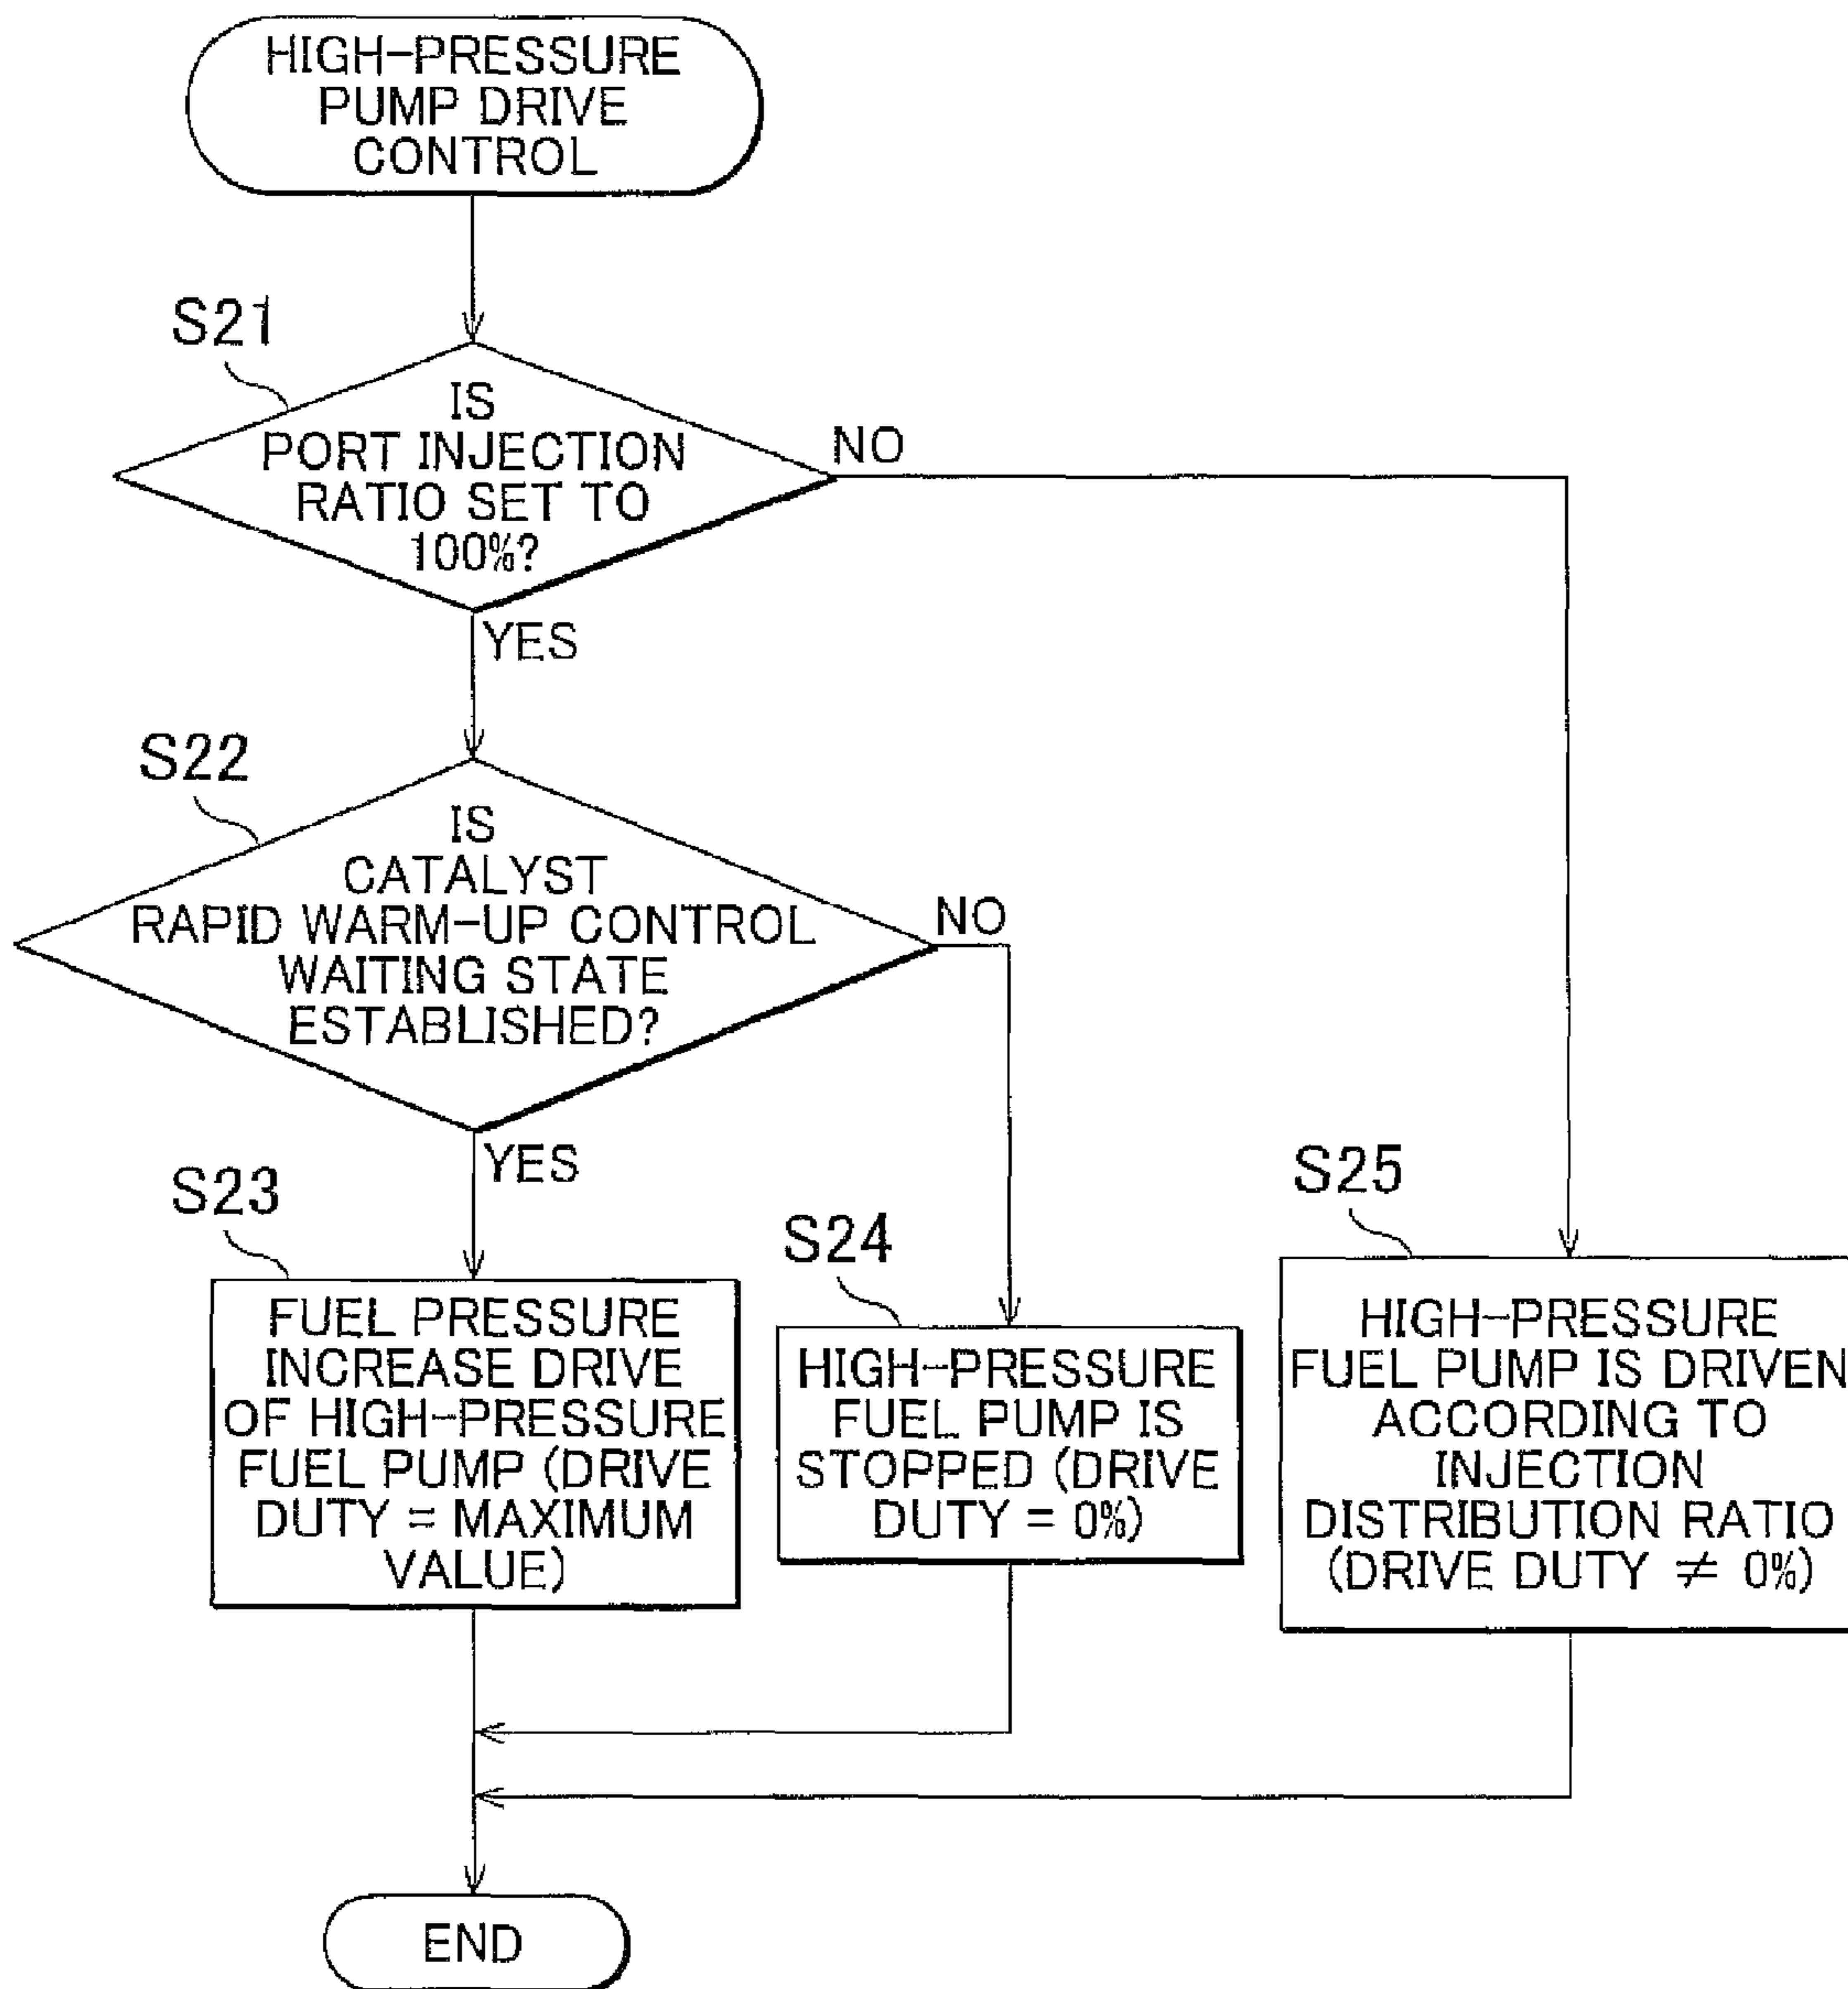 HIGH-PRESSURE
PUMP DRIVE
CONTROL
S21
IS
PORT INJECTION
RATIO SET TO
100%?
NO
YES
S22
IS
CATALYST
RAPID WARM-UP CONTROL
WAITING STATE
ESTABLISHED?
NO
YES
S23
FUEL PRESSURE
INCREASE DRIVE
OF HIGH-PRESSURE
FUEL PUMP (DRIVE
DUTY = MAXIMUM
VALUE)
S24
HIGH-PRESSURE
FUEL PUMP IS
STOPPED (DRIVE
DUTY = 0%)
S25
HIGH-PRESSURE
FUEL PUMP IS DRIVEN
ACCORDING TO
INJECTION
DISTRIBUTION RATIO
(DRIVE DUTY ≠ 0%)
END